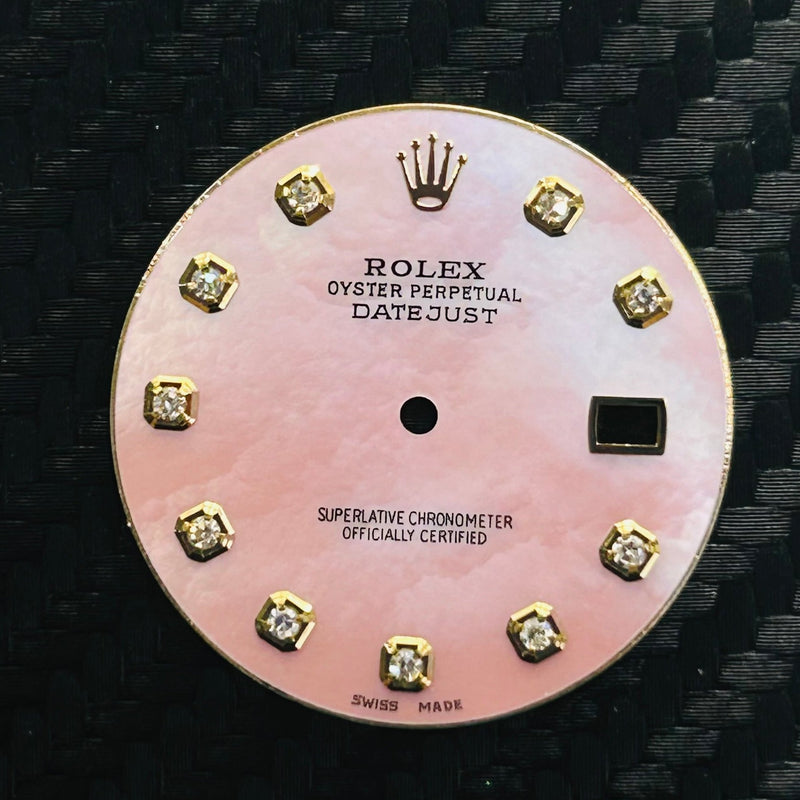 ROLEX
OYSTER PERPETUAL
DATEJUST
SUPERLATIVE CHRONOMETER
OFFICIALLY CERTIFIED
SWISS MADE